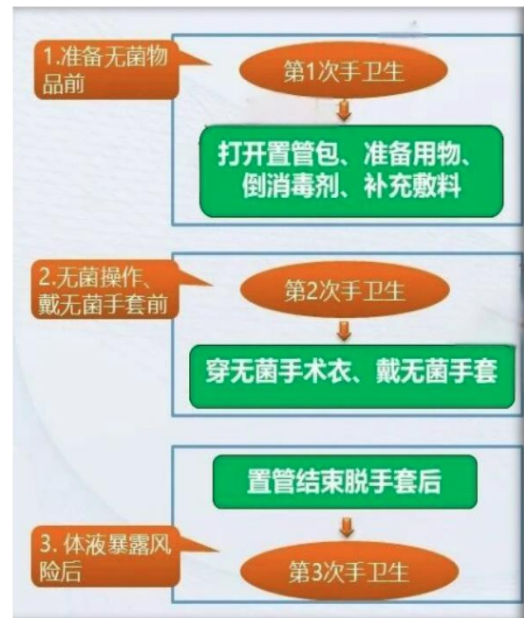 1.准备无菌物
品前
第1次手卫生
打开置管包、准备用物、
倒消毒剂、补充敷料
2.无菌操作、
戴无菌手套前
第2次手卫生
穿无菌手术衣、戴无菌手套
置管结束脱手套后
3. 体液暴露风
险后
第3次手卫生